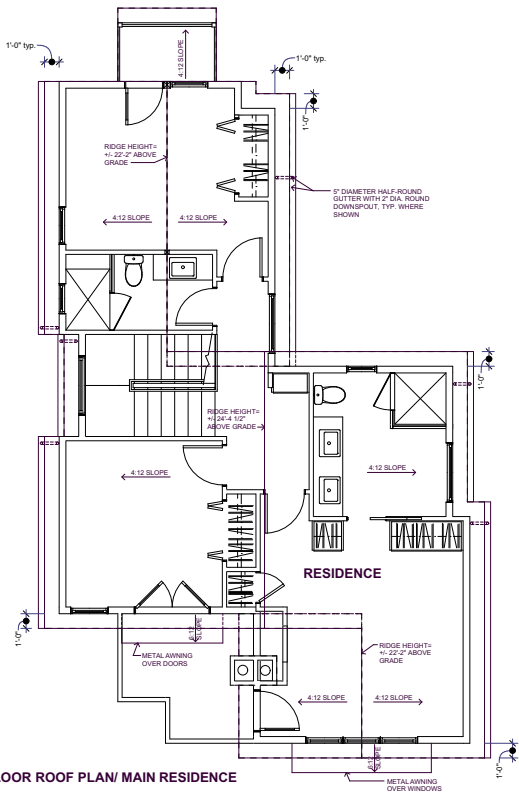 1'-0" typ.
4:12 SLOPE
1'-0" typ.
1'-0"
RIDGE HEIGHT=
+/- 22'-2" ABOVE
GRADE
5" DIAMETER HALF-ROUND
GUTTER WITH 2" DIA. ROUND
DOWNSPOUT, TYP. WHERE
SHOWN
4:12 SLOPE
4:12 SLOPE
1'-0"
RIDGE HEIGHT=
+/- 24'-4 1/2"
ABOVE GRADE
4:12 SLOPE
4:12 SLOPE
RESIDENCE
1'-0"
6:12
SLOPE
METAL AWNING
OVER DOORS
RIDGE HEIGHT=
+/- 22'-2" ABOVE
GRADE
4:12 SLOPE
4:12 SLOPE
6:12
SLOPE
1'-0"
LOOR ROOF PLAN/ MAIN RESIDENCE
METAL AWNING
OVER WINDOWS